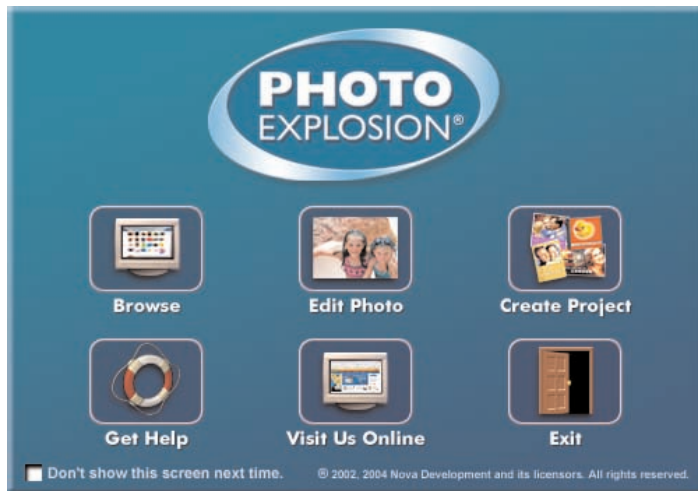 PHOTO
EXPLOSION®
Browse
Edit Photo
Create Project
Get Help
Visit Us Online
Exit
Don't show this screen next time.
® 2002, 2004 Nova Development and its licensors. All rights reserved.